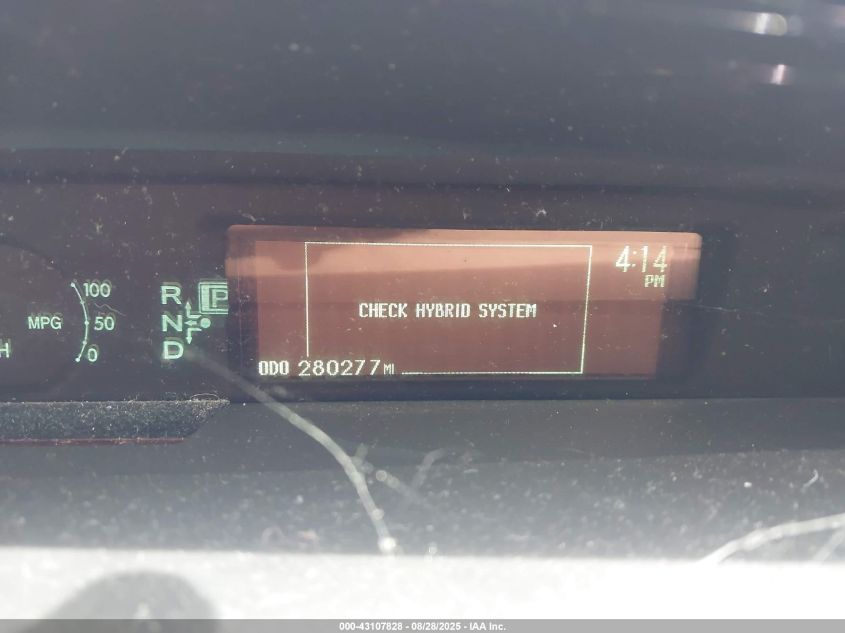 4:14
PM
100
R P
MPG 50
N
CHECK HYBRID SYSTEM
H
0
D
ODO 280277 MI
000-43107828 - 08/28/2025 - IAA Inc.